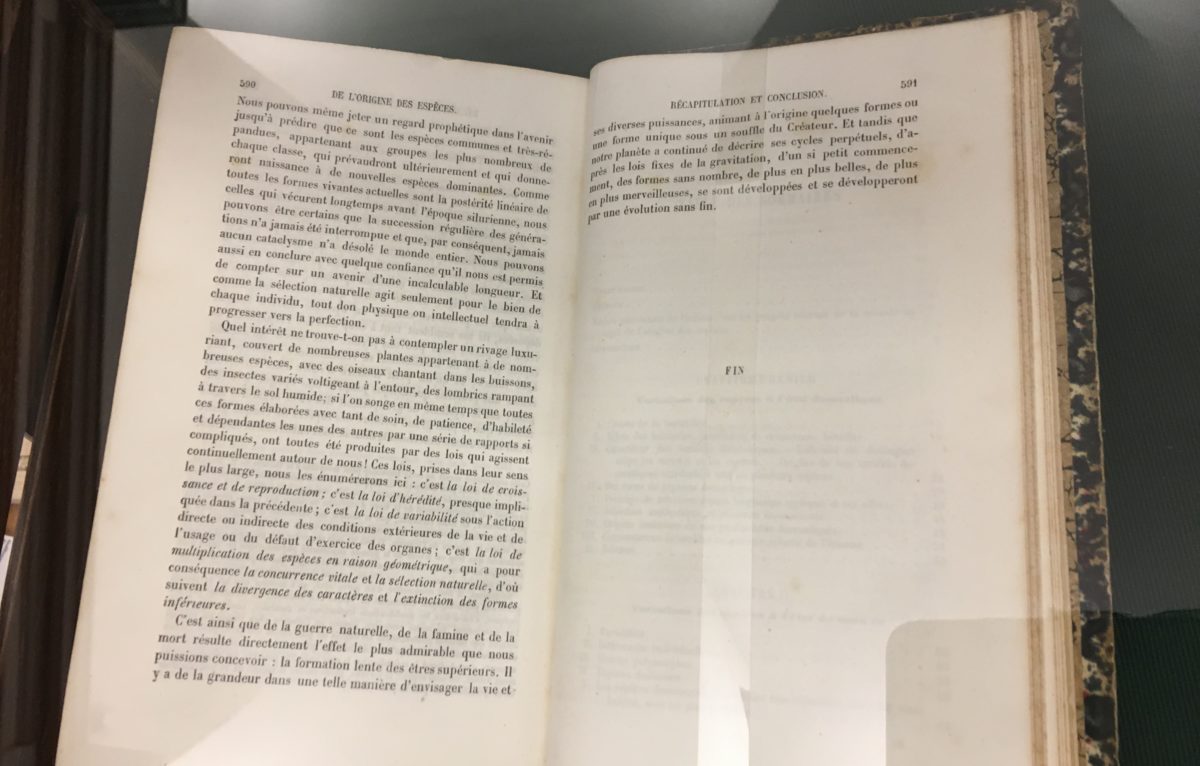 590
DE L'ORIGINE DES ESPÈCES.
Nous pouvons même jeter un regard prophétique dans l'avenir
jusqu'à prédire que ce sont les espèces communes et très-ré-
pandues, appartenant aux groupes les plus nombreux de
chaque classe, qui prévaudront ultérieurement et qui donne-
ront naissance à de nouvelles espèces dominantes. Comme
toutes les formes vivantes actuelles sont la postérité linéaire de
celles qui vécurent longtemps avant l'époque silurienne, nous
pouvons être certains que la succession régulière des généra-
tions n'a jamais été interrompue et que, par conséquent, jamais
aucun cataclysme n'a désolé le monde entier. Nous pouvons
aussi en conclure avec quelque confiance qu'il nous est permis
de compter sur un avenir d'une incalculable longueur. Et
comme la sélection naturelle agit seulement pour le bien de
chaque individu, tout don physique ou intellectuel tendra à
progresser vers la perfection.
Quel intérêt ne trouve-t-on pas à contempler un rivage luxu-
riant, couvert de nombreuses plantes appartenant à de nom-
breuses espèces, avec des oiseaux chantant dans les buissons,
des insectes variés voltigeant à l'entour, des lombrics rampant
à travers le sol humide; si l'on songe en même temps que toutes
ces formes élaborées avec tant de soin, de patience, d'habileté
et dépendantes les unes des autres par une série de rapports si
compliqués, ont toutes été produites par des lois qui agissent
continuellement autour de nous! Ces lois, prises dans leur sens
le plus large, nous les énumérerons ici : c'est la loi de crois-
sance et de reproduction; c'est la loi d'hérédité, presque impli-
quée dans la précédente; c'est la loi de variabilité sous l'action
directe ou indirecte des conditions extérieures de la vie et de
l'usage ou du défaut d'exercice des organes; c'est la loi de
multiplication des espèces en raison géométrique, qui a pour
conséquence la concurrence vitale et la sélection naturelle, d'où
suivent la divergence des caractères et l'extinction des formes
inférieures.
C'est ainsi que de la guerre naturelle, de la famine et de la
mort résulte directement l'effet le plus admirable que nous
puissions concevoir : la formation lente des êtres supérieurs. Il
y a de la grandeur dans une telle manière d'envisager la vie et
RÉCAPITULATION ET CONCLUSION.
591
ses diverses puissances, animant à l'origine quelques formes ou
une forme unique sous un souffle du Créateur. Et tandis que
notre planète a continué de décrire ses cycles perpétuels, d'a-
près les lois fixes de la gravitation, d'un si petit commence-
ment, des formes sans nombre, de plus en plus belles, de plus
en plus merveilleuses, se sont développées et se développeront
par une évolution sans fin.
FIN